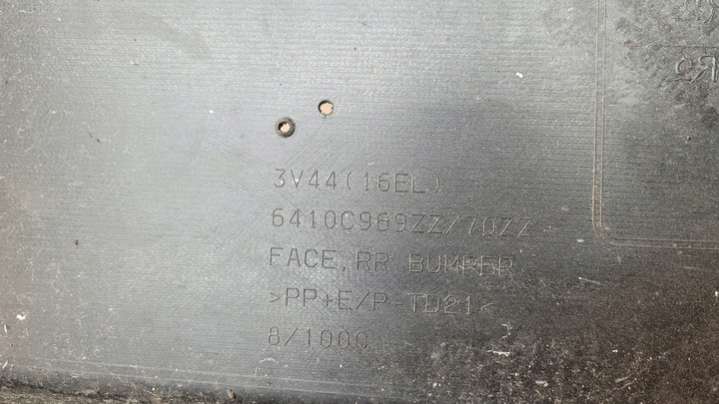 3V44(16EL)
6410C969ZZ/70ZZ
FACE, RR BUMPER
>PP+E/P-TD21<
8/1000